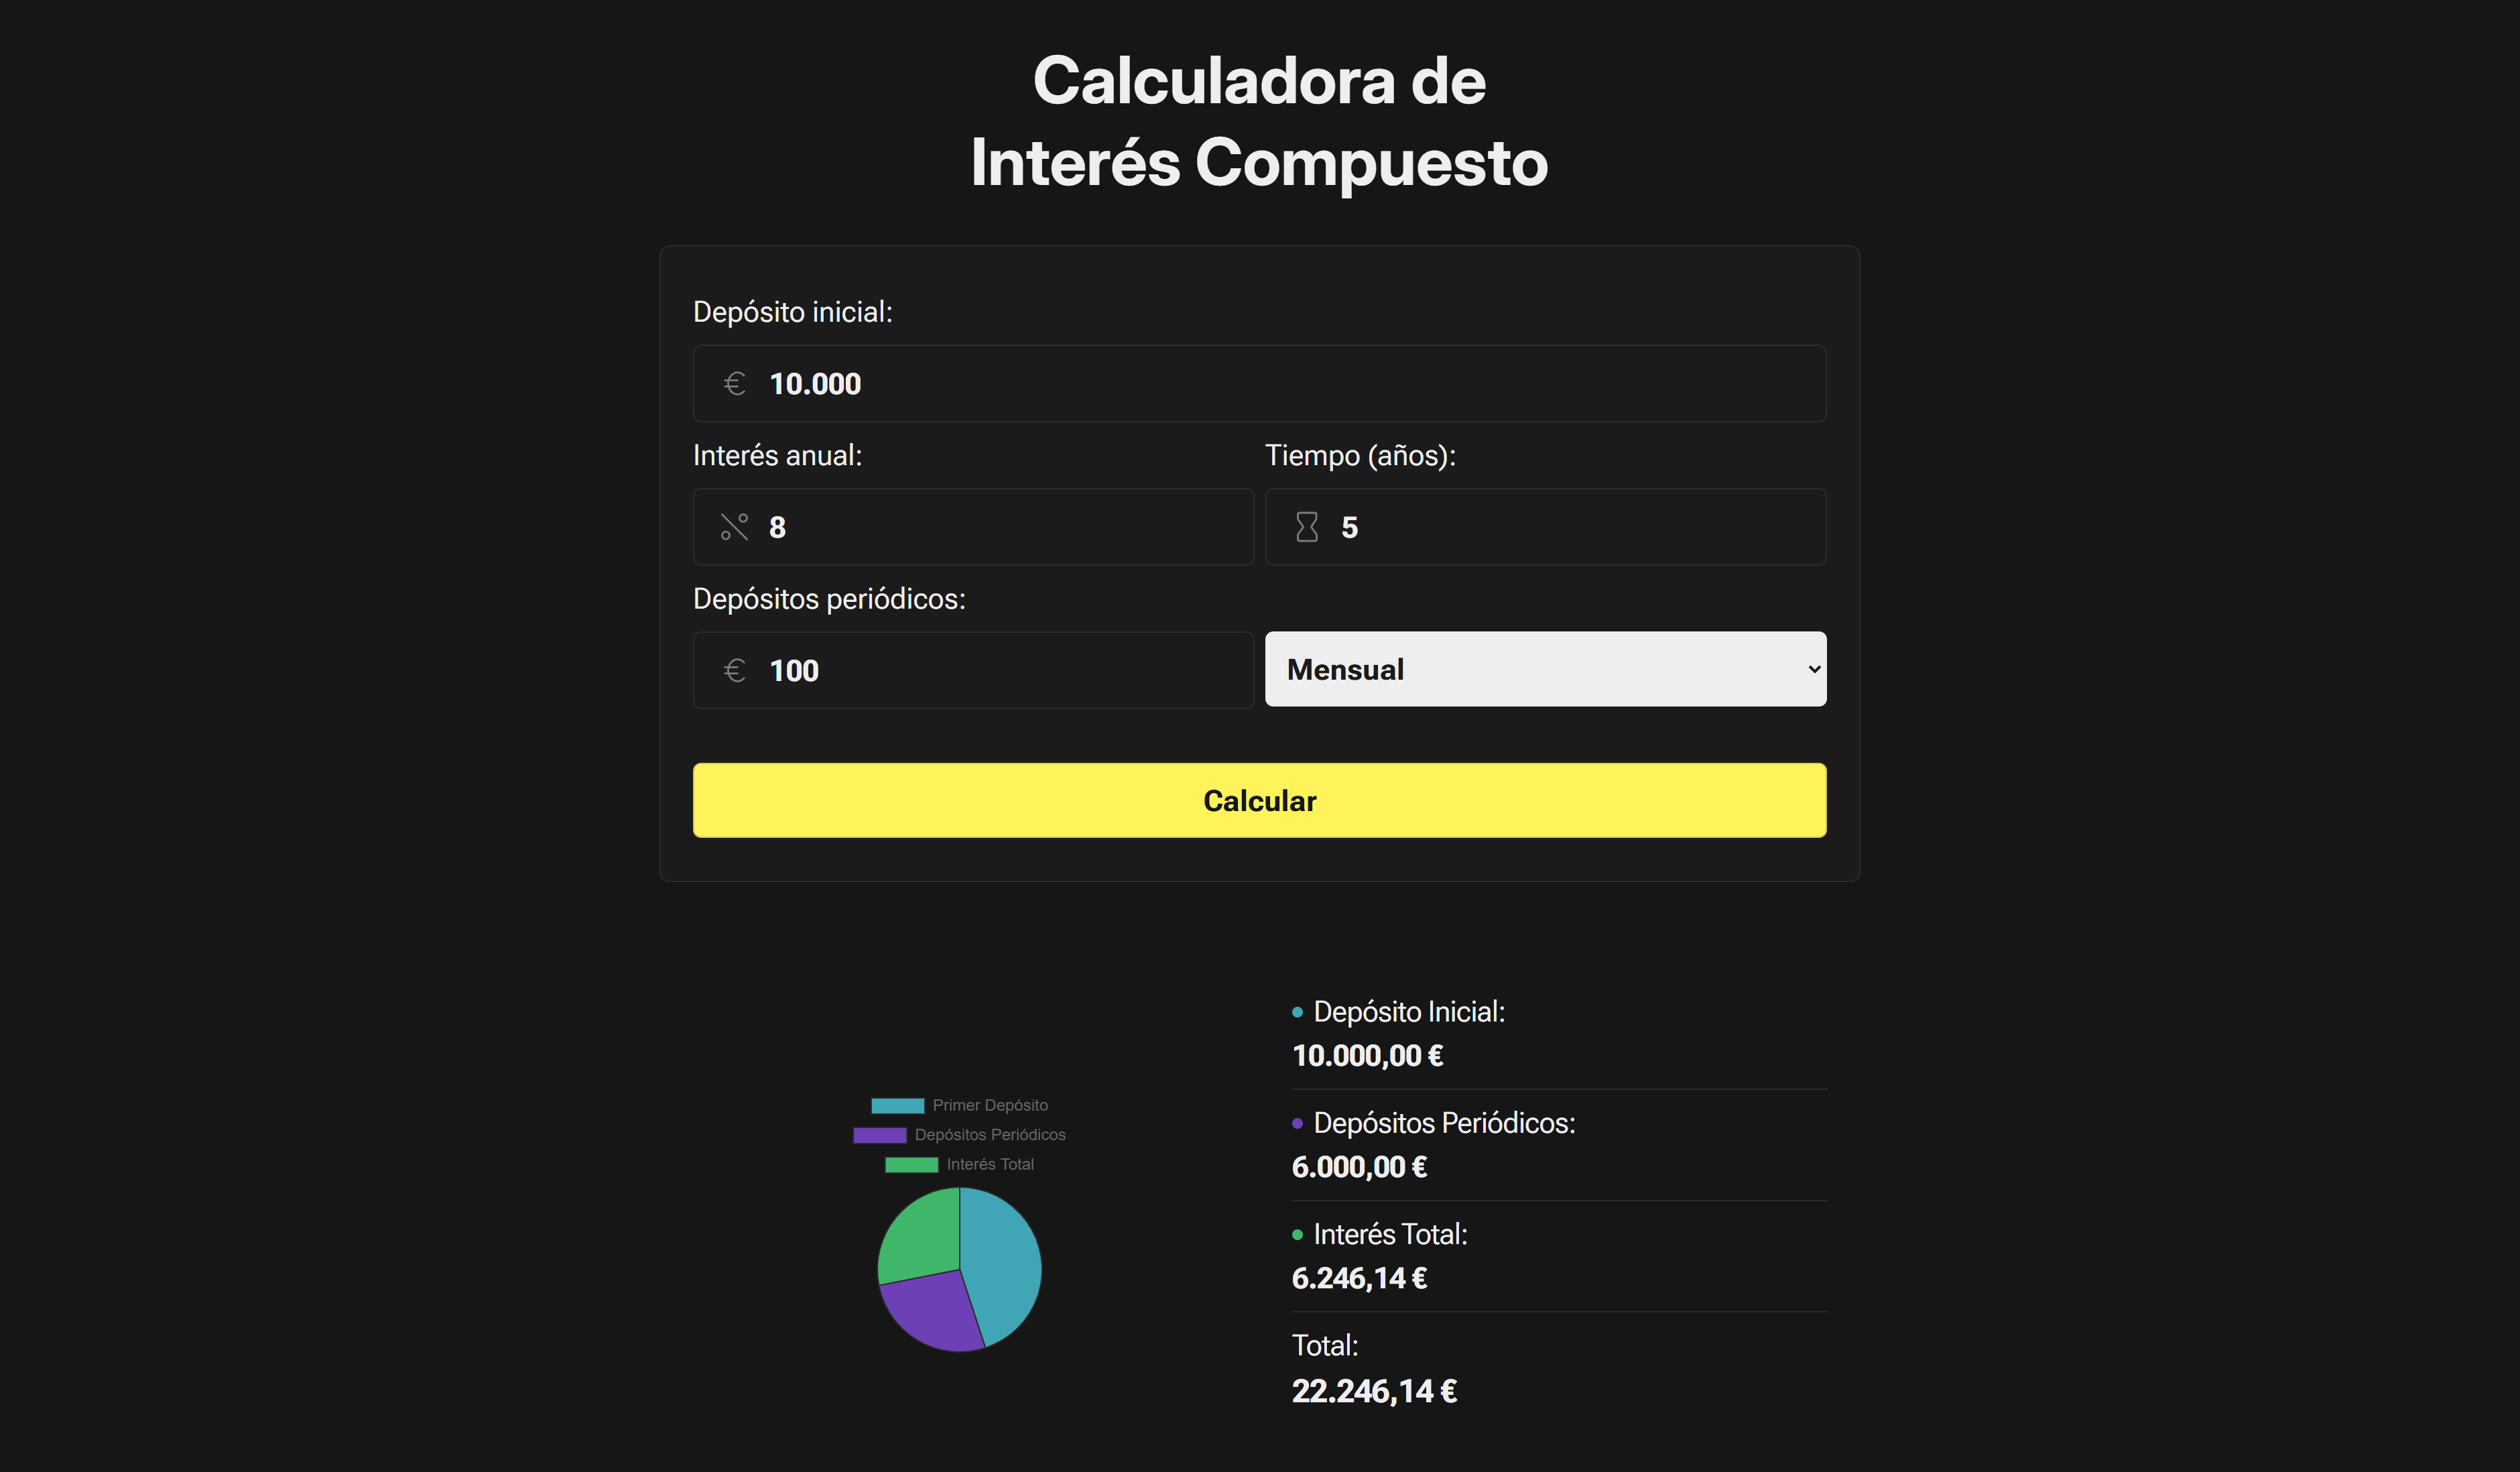 Calculadora de
Interés Compuesto
Depósito inicial:
€ 10.000
Interés anual:
Tiempo (años):
% 8
5
Depósitos periódicos:
€ 100
Mensual
Calcular
Primer Depósito
Depósitos Periódicos
Interés Total
Depósito Inicial:
10.000,00 €
Depósitos Periódicos:
6.000,00 €
Interés Total:
6.246,14 €
Total:
22.246,14 €